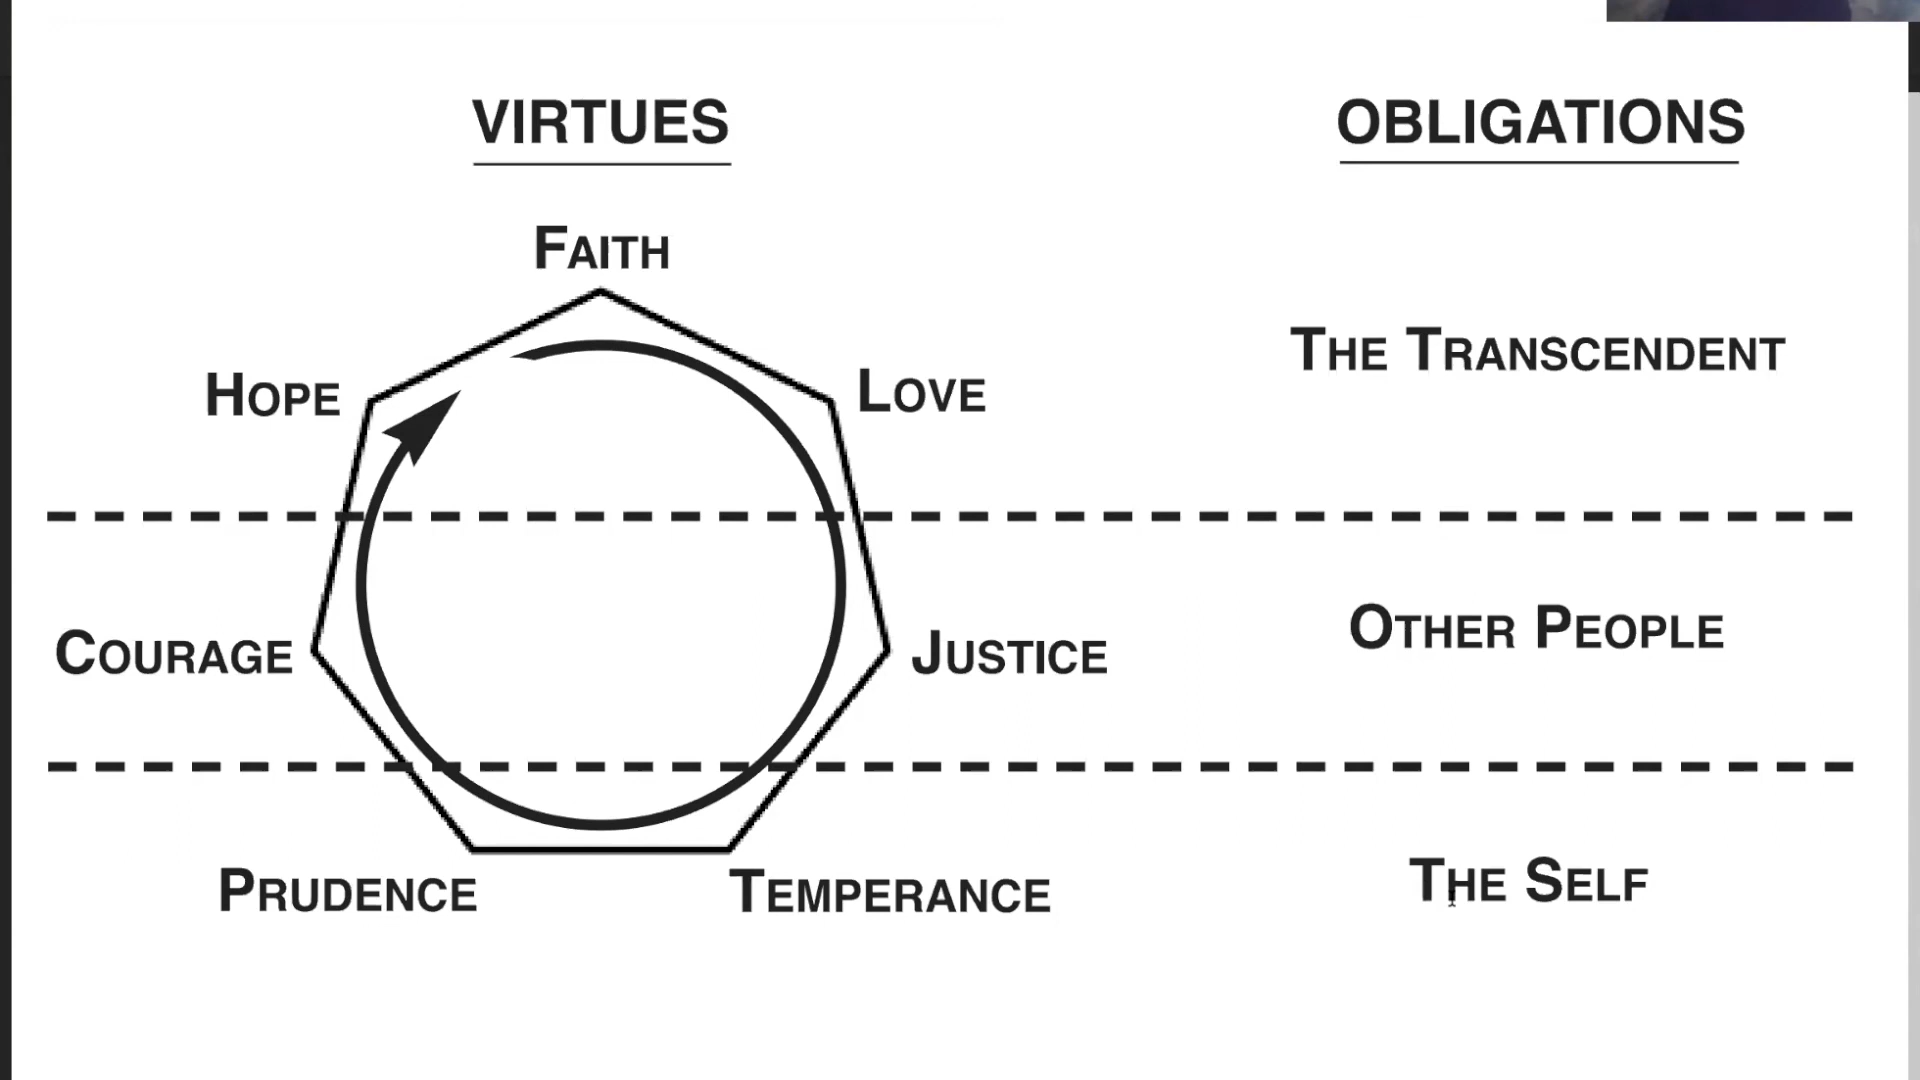 VIRTUES
OBLIGATIONS
FAITH
HOPE
LOVE
THE TRANSCENDENT
COURAGE
JUSTICE
OTHER PEOPLE
PRUDENCE
TEMPERANCE
THE SELF